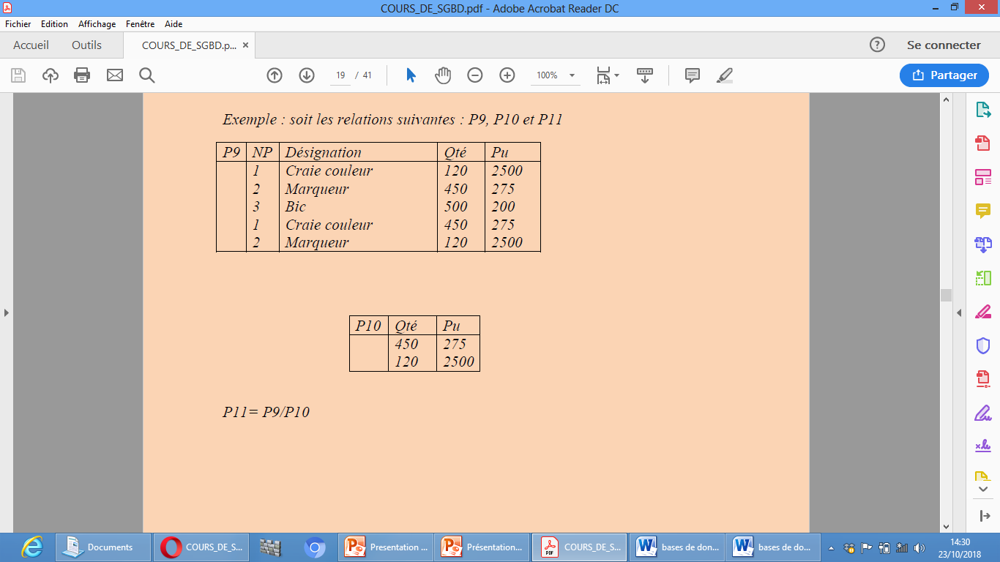 COURS_DE_SGBD.pdf - Adobe Acrobat Reader DC
Fichier Edition Affichage Fenêtre Aide
Accueil Outils COURS_DE_SGBD.p... × ? Se connecter
19 / 41 100% Partager
Exemple : soit les relations suivantes : P9, P10 et P11
P9 NP Désignation Qté Pu
1 Craie couleur 120 2500
2 Marqueur 450 275
3 Bic 500 200
1 Craie couleur 450 275
2 Marqueur 120 2500
P10 Qté Pu
450 275
120 2500
P11= P9/P10
Documents COURS_DE_S... Presentation ... Présentation... COURS_DE_S... bases de don... bases de do... 14:30
23/10/2018